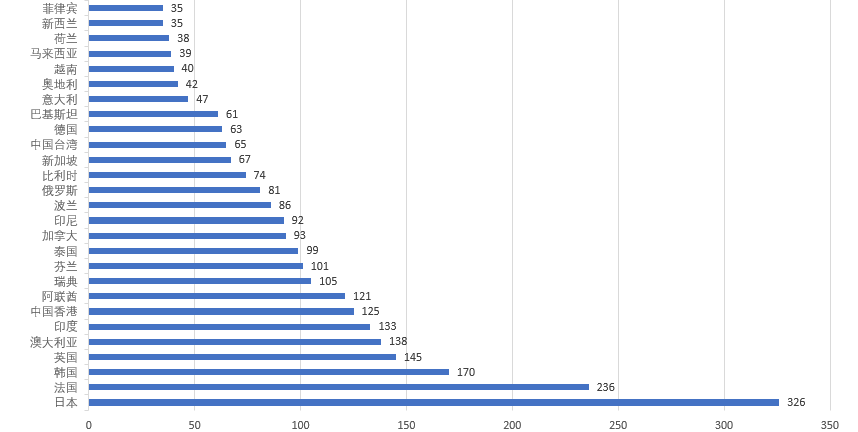 菲律宾 35
新西兰 35
荷兰 38
马来西亚 39
越南 40
奥地利 42
意大利 47
巴基斯坦 61
德国 63
中国台湾 65
新加坡 67
比利时 74
俄罗斯 81
波兰 86
印尼 92
加拿大 93
泰国 99
芬兰 101
瑞典 105
阿联酋 121
中国香港 125
印度 133
澳大利亚 138
英国 145
韩国 170
法国 236
日本 326
0 50 100 150 200 250 300 350